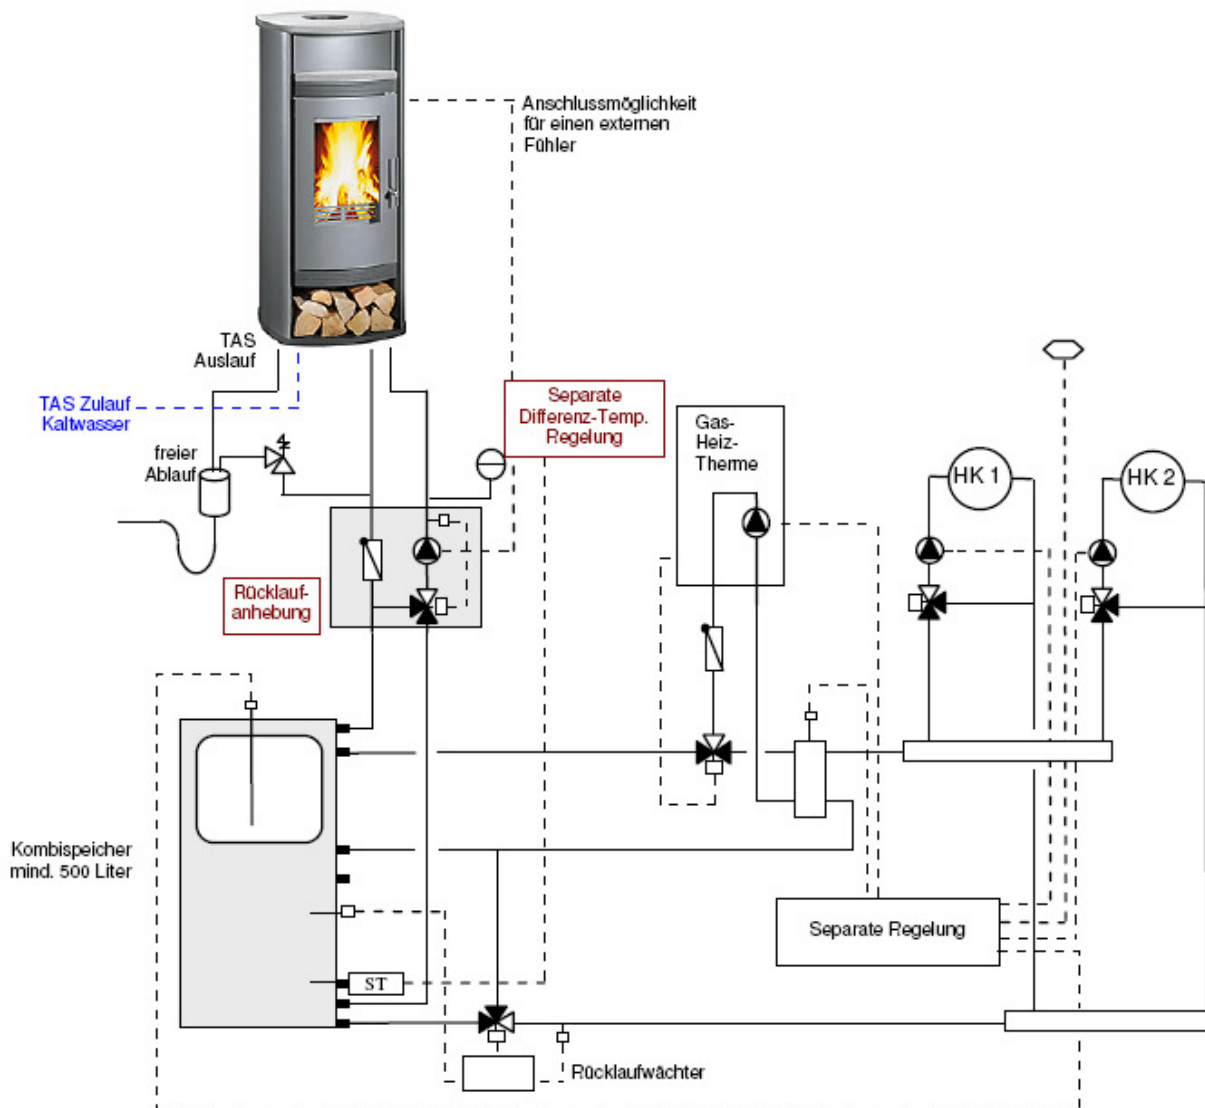 Anschlussmöglichkeit
für einen externen
Fühler
TAS
Auslauf
TAS Zulauf
Kaltwasser
Separate
Differenz-Temp.
Regelung
Gas-
Heiz-
Therme
freier
Ablauf
HK 1
HK 2
Rücklauf-
anhebung
Kombispeicher
mind. 500 Liter
Separate Regelung
ST
Rücklaufwächter